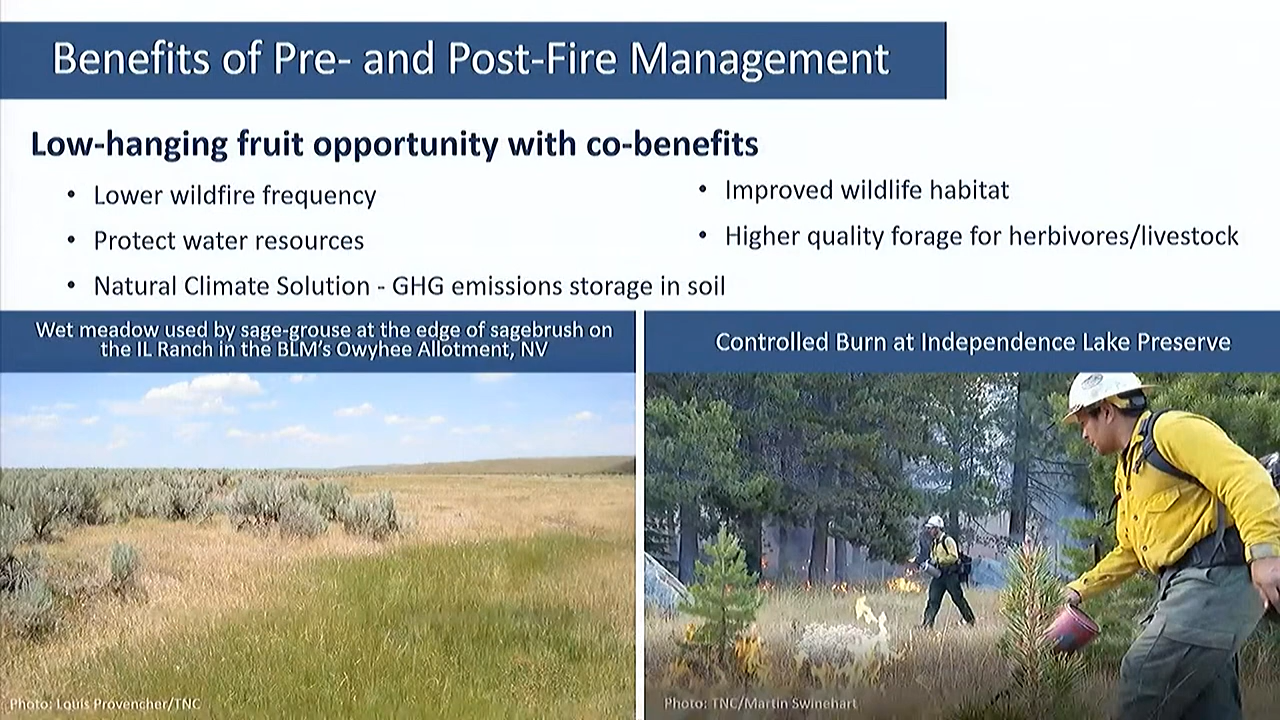 Benefits of Pre- and Post-Fire Management
Low-hanging fruit opportunity with co-benefits
• Lower wildfire frequency
• Protect water resources
• Natural Climate Solution - GHG emissions storage in soil
• Improved wildlife habitat
• Higher quality forage for herbivores/livestock
Wet meadow used by sage-grouse at the edge of sagebrush on
the IL Ranch in the BLM's Owyhee Allotment, NV
Controlled Burn at Independence Lake Preserve
Photo: Louis Provencher/TNC
Photo: TNC/Martin Swinehart